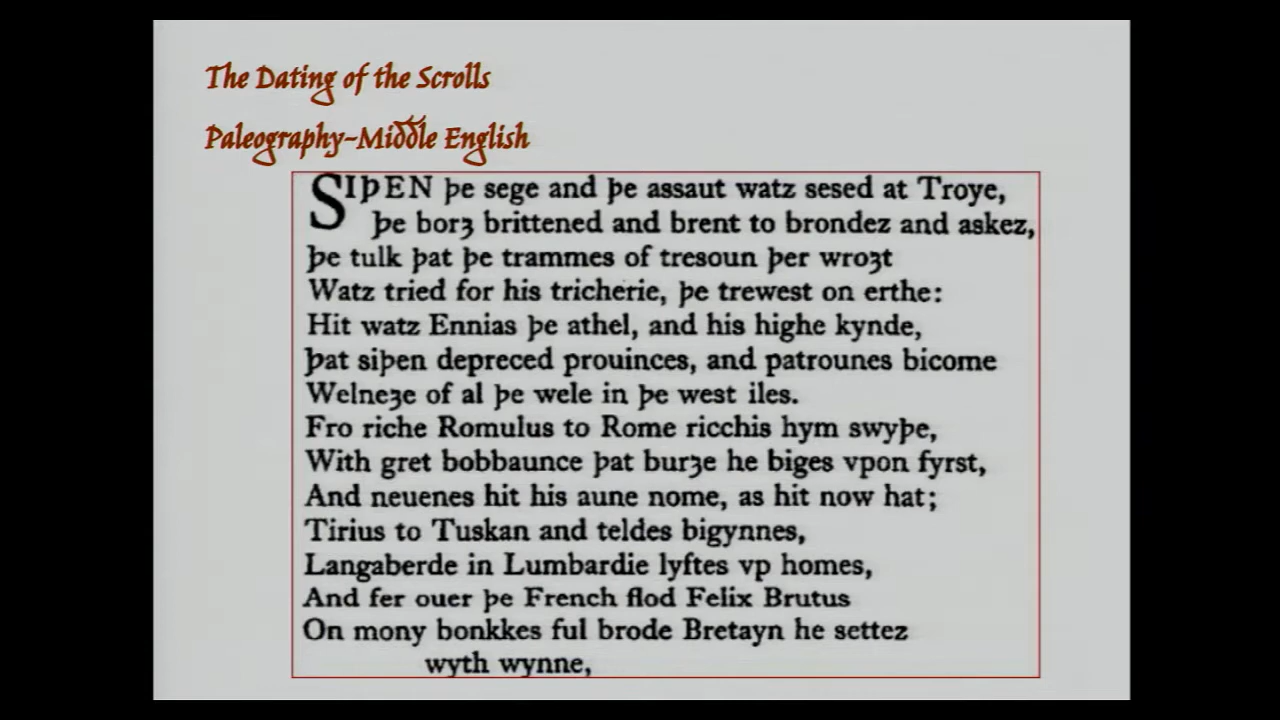 The Dating of the Scrolls
Paleography-Middle English
SIÞEN þe sege and þe assaut watz sesed at Troye,
þe borȝ brittened and brent to brondez and askez,
Þe tulk þat þe trammes of tresoun þer wroȝt
Watz tried for his tricherie, þe trewest on erthe:
Hit watz Ennias þe athel, and his highe kynde,
Þat siþen depreced prouinces, and patrounes bicome
Welneȝe of al þe wele in þe west iles.
Fro riche Romulus to Rome ricchis hym swyþe,
With gret bobbaunce þat burȝe he biges vpon fyrst,
And neuenes hit his aune nome, as hit now hat;
Tirius to Tuskan and teldes bigynnes,
Langaberde in Lumbardie lyftes vp homes,
And fer ouer þe French flod Felix Brutus
On mony bonkkes ful brode Bretayn he settez
wyth wynne,